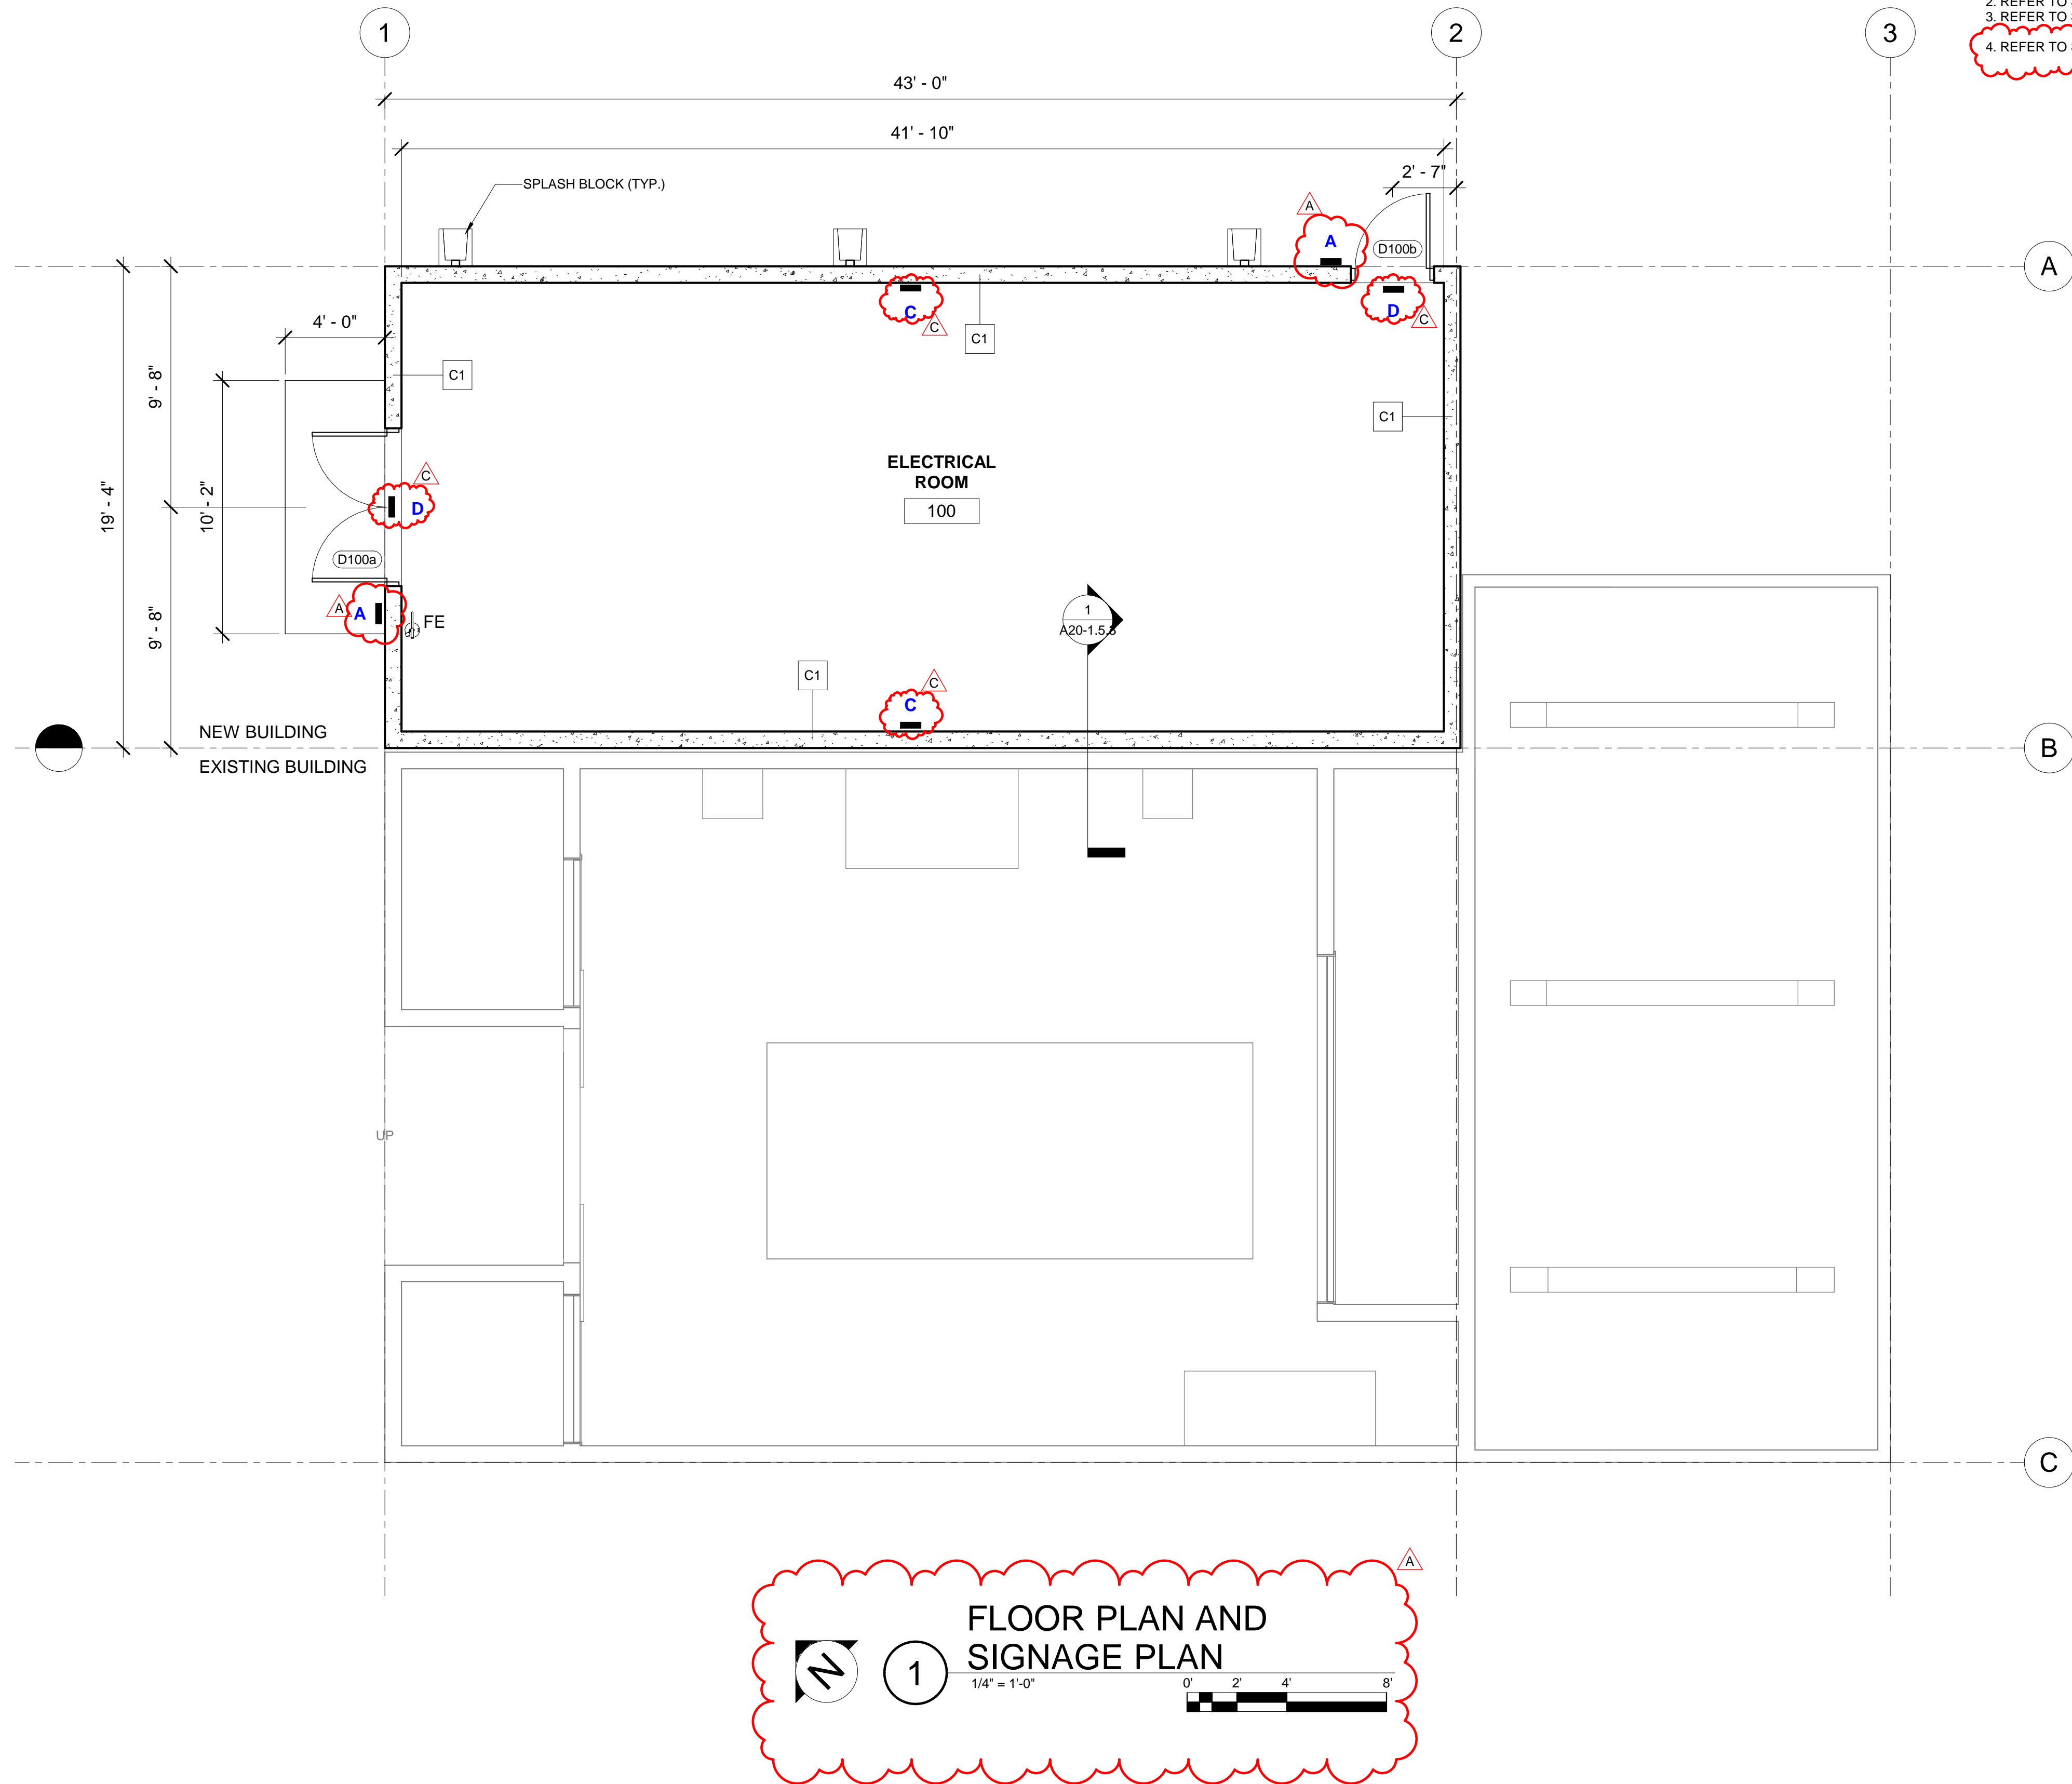 2. REFER TO
3. REFER TO
4. REFER TO
1
2
3
43' - 0"
41' - 10"
2' - 7"
SPLASH BLOCK (TYP.)
A
A
D100b
A
C
C
C1
D
C
4' - 0"
C1
9' - 8"
C1
ELECTRICAL
ROOM
100
C
D
19' - 4"
10' - 2"
D100a
A
A
FE
9' - 8"
1
A20-1.5.3
C1
C
C
NEW BUILDING
EXISTING BUILDING
B
UP
C
A
FLOOR PLAN AND
SIGNAGE PLAN
N
1
1/4" = 1'-0"
0' 2' 4' 8'